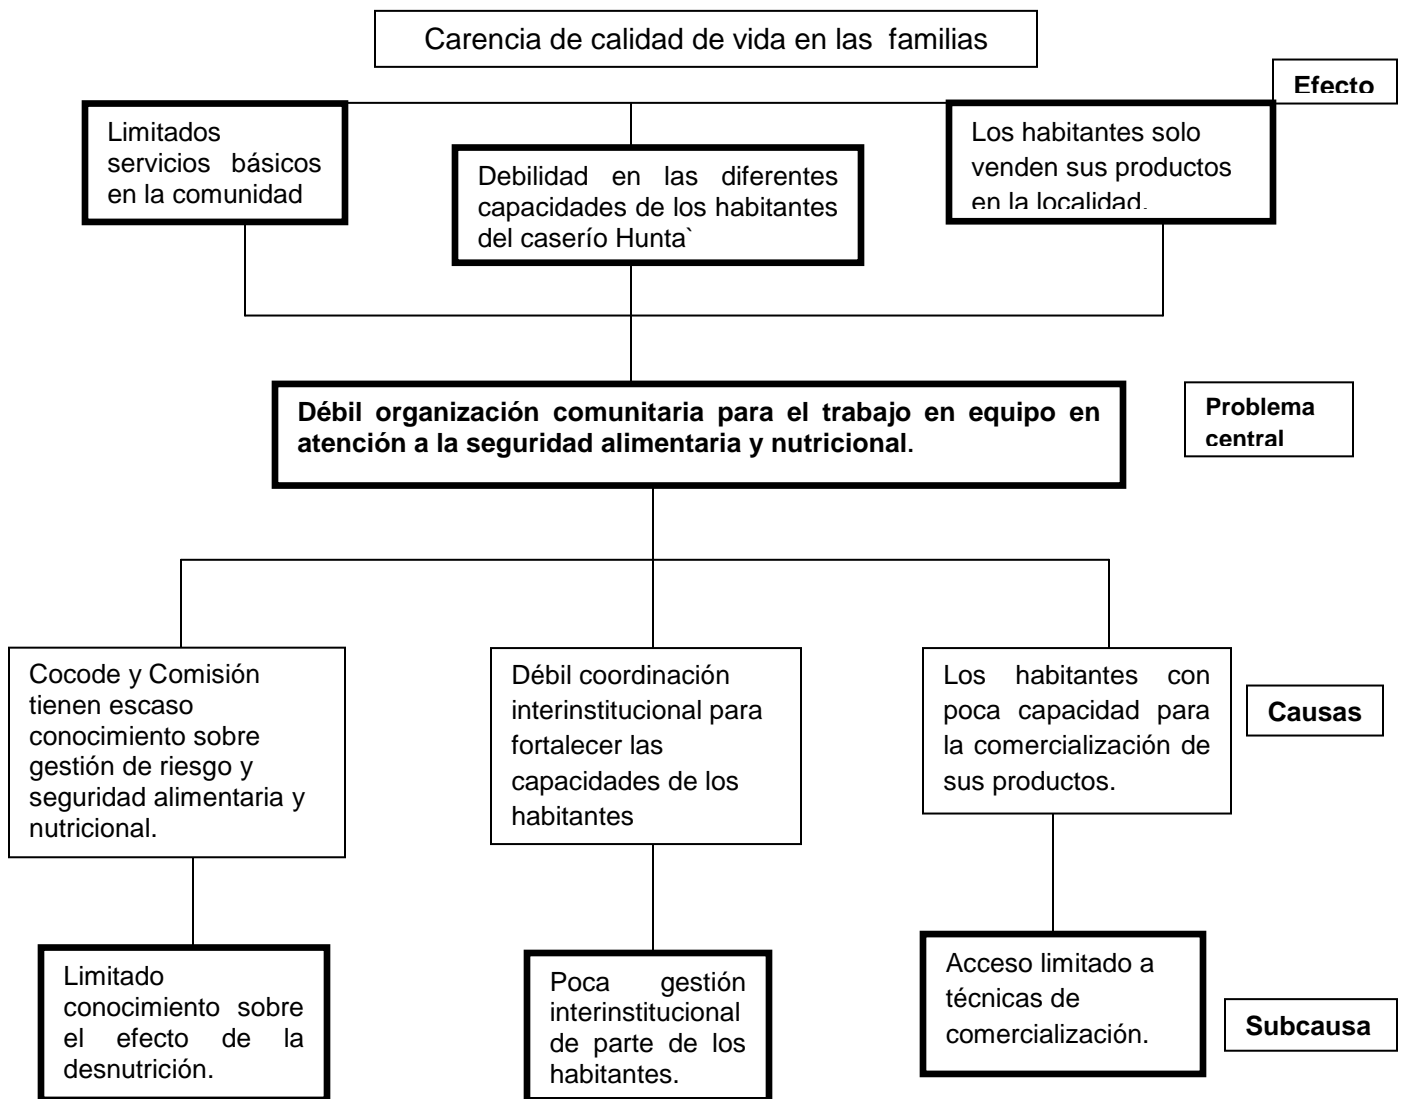 Carencia de calidad de vida en las  familias
Efecto
Limitados
servicios básicos
en la comunidad
Debilidad en las diferentes
capacidades de los habitantes
del caserío Hunta`
Los habitantes solo
venden sus productos
en la localidad.
Débil organización comunitaria para el trabajo en equipo en
atención a la seguridad alimentaria y nutricional.
Problema
central
Cocode y Comisión
tienen escaso
conocimiento sobre
gestión de riesgo y
seguridad alimentaria y
nutricional.
Débil coordinación
interinstitucional para
fortalecer las
capacidades de los
habitantes
Los habitantes con
poca capacidad para
la comercialización de
sus productos.
Causas
Limitado
conocimiento sobre
el efecto de la
desnutrición.
Poca gestión
interinstitucional
de parte de los
habitantes.
Acceso limitado a
técnicas de
comercialización.
Subcausa